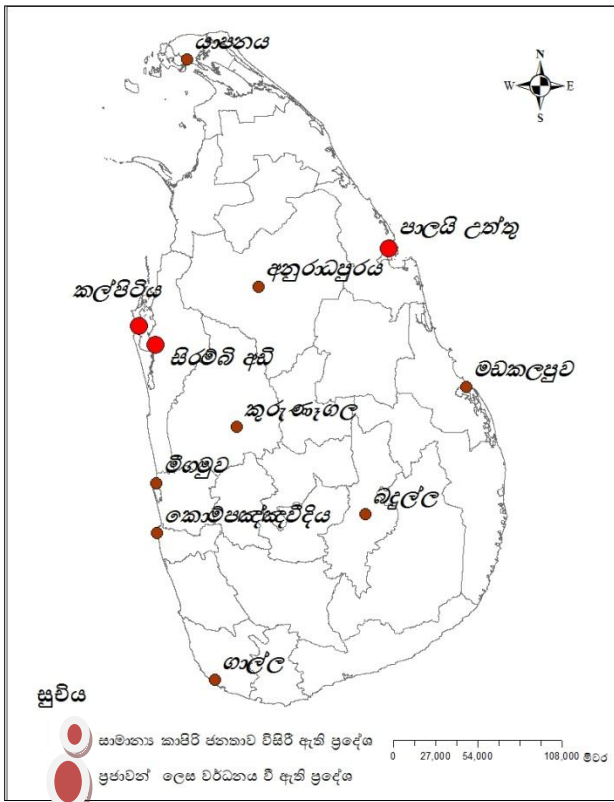 යාපනය
N
W E
S
පාලයි උත්තු
අනුරාධපුරය
කල්පිටිය
සිරම්බි අඩි
මඩකලපුව
කුරුණෑගල
මීගමුව
බදුල්ල
කොම්පඤ්ඤවීදිය
ගාල්ල
සුචිය
සාමාන්‍ය කාපිරි ජනතාව විසිරී ඇති ප්‍රදේශ
0 27,000 54,000 108,000 මීටර
ප්‍රජාවන් ලෙස වර්ධනය වී ඇති ප්‍රදේශ